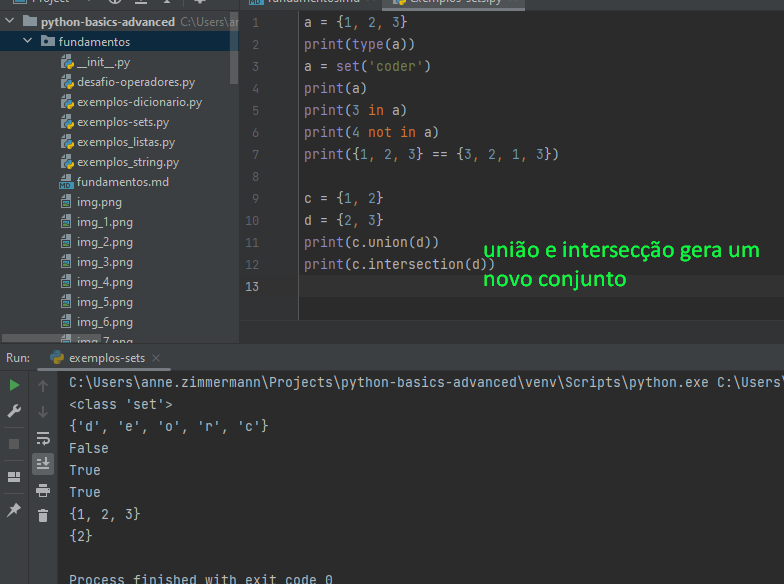 Project
python-basics-advanced C:\Users\an
fundamentos
__init__.py
desafio-operadores.py
exemplos-dicionario.py
exemplos-sets.py
exemplos_listas.py
exemplos_string.py
fundamentos.md
img.png
img_1.png
img_2.png
img_3.png
img_4.png
img_5.png
img_6.png
img_7.png
fundamentos.md
exemplos-sets.py
1 a = {1, 2, 3}
2 print(type(a))
3 a = set('coder')
4 print(a)
5 print(3 in a)
6 print(4 not in a)
7 print({1, 2, 3} == {3, 2, 1, 3})
8
9 c = {1, 2}
10 d = {2, 3}
11 print(c.union(d))
12 print(c.intersection(d))
13
união e intersecção gera um
novo conjunto
Run: exemplos-sets
C:\Users\anne.zimmermann\Projects\python-basics-advanced\venv\Scripts\python.exe C:\Users\
<class 'set'>
{'d', 'e', 'o', 'r', 'c'}
False
True
True
{1, 2, 3}
{2}
Process finished with exit code 0